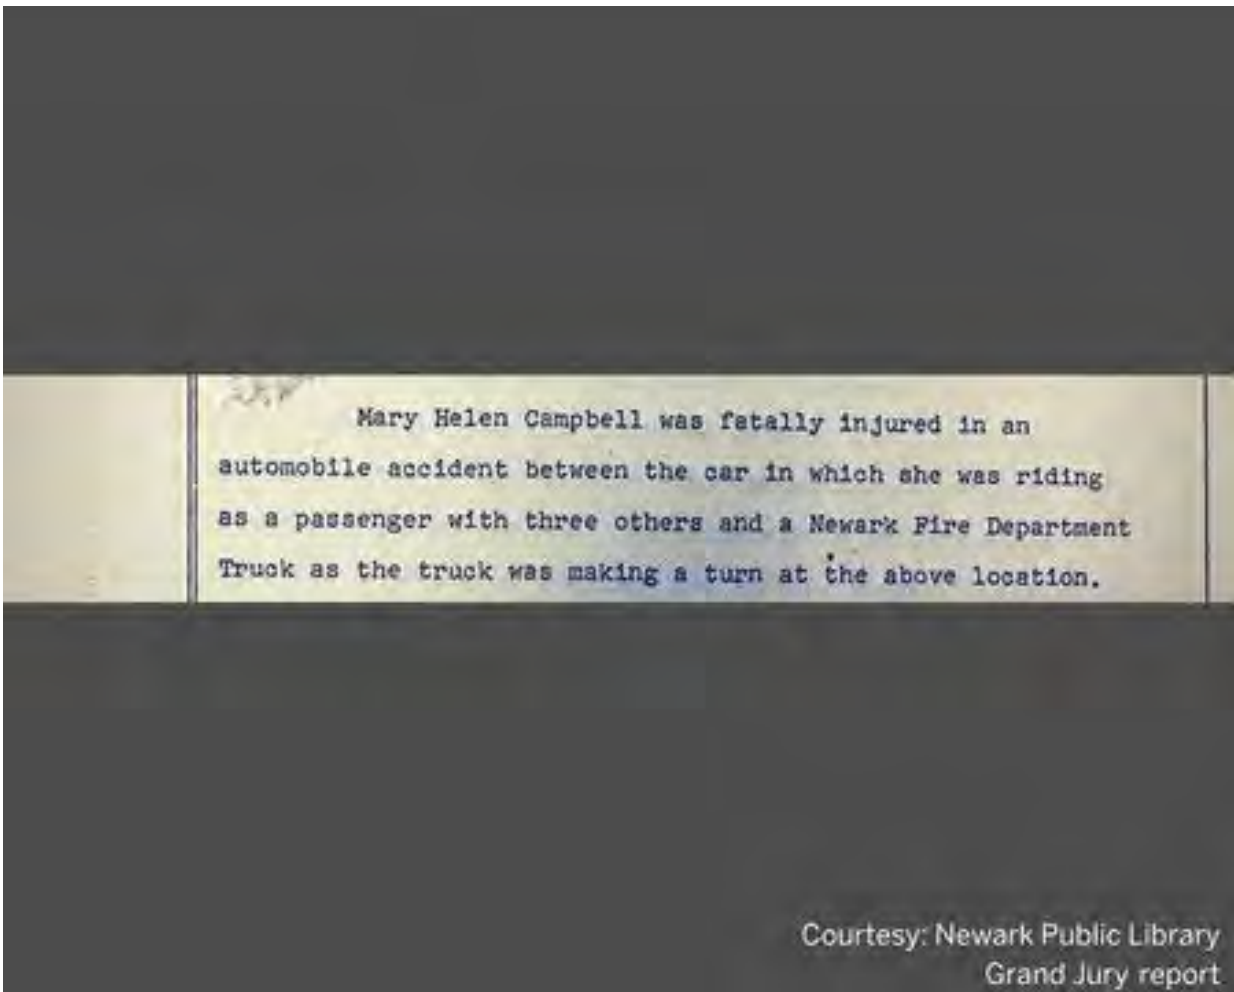 Mary Helen Campbell was fatally injured in an
automobile accident between the car in which she was riding
as a passenger with three others and a Newark Fire Department
Truck as the truck was making a turn at the above location.
Courtesy: Newark Public Library
Grand Jury report